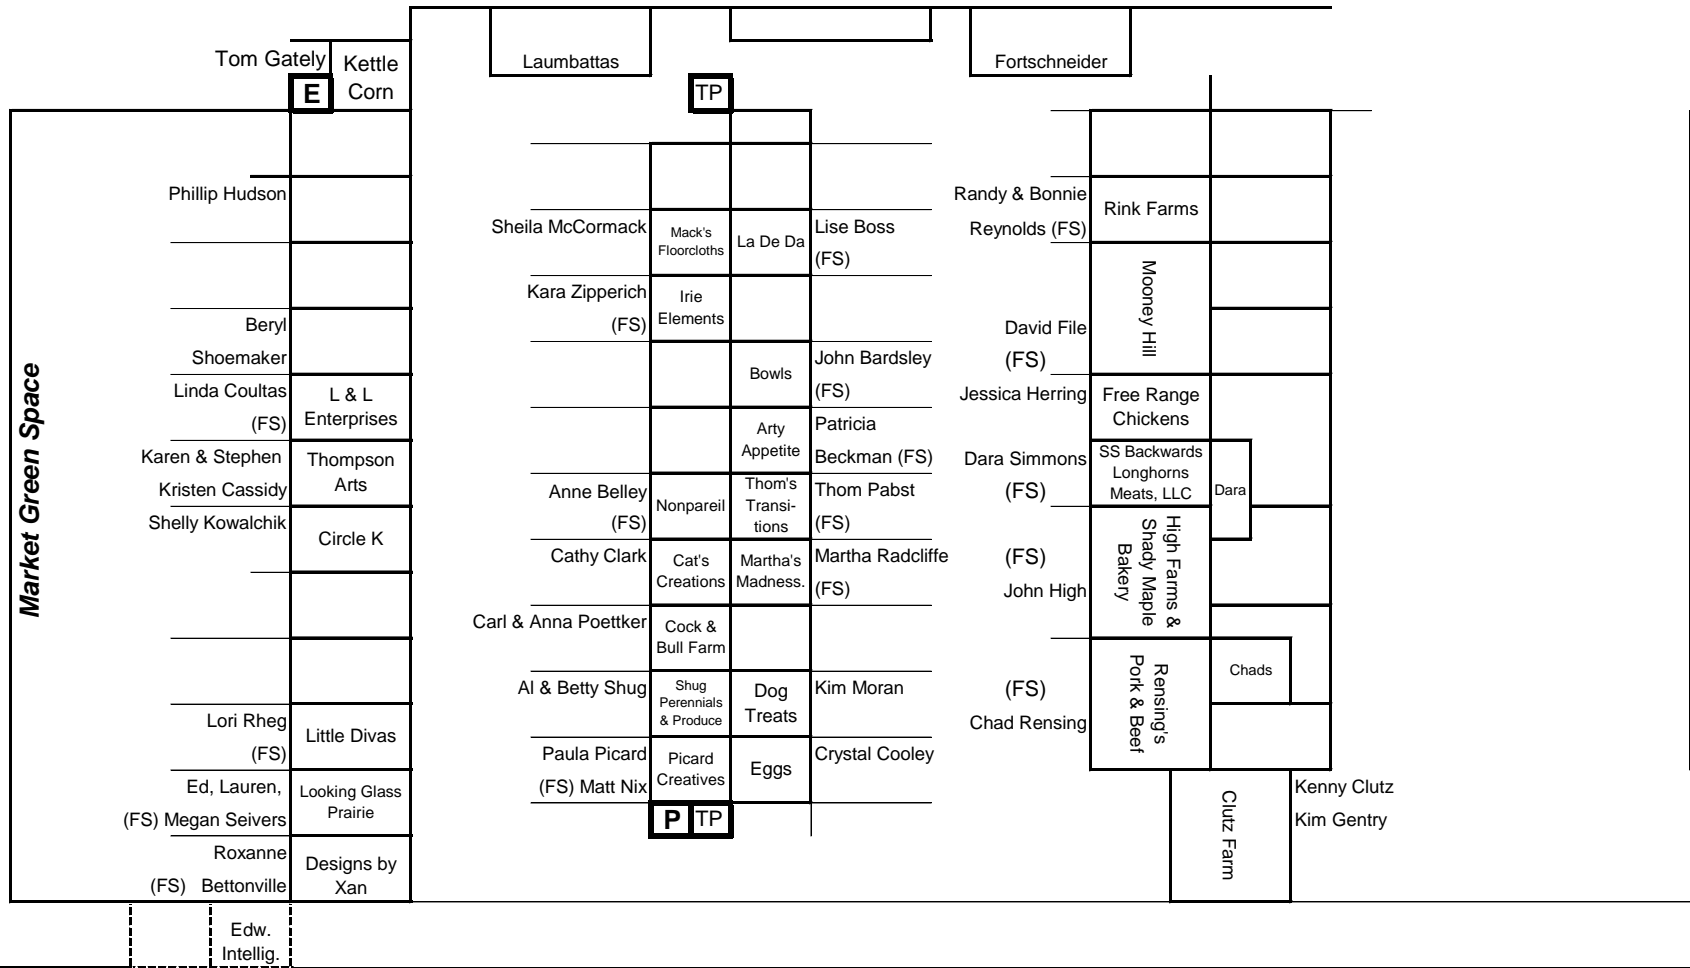 Laumbattas
Fortschneider
Tom Gately
Kettle
Corn
E
TP
Market Green Space
Phillip Hudson
Beryl
Shoemaker
Linda Coultas
(FS)
L & L
Enterprises
Karen & Stephen
Kristen Cassidy
Thompson
Arts
Shelly Kowalchik
Circle K
Lori Rheg
(FS)
Little Divas
Ed, Lauren,
(FS) Megan Seivers
Looking Glass
Prairie
Roxanne
(FS) Bettonville
Designs by
Xan
Edw.
Intellig.
Sheila McCormack
Mack's
Floorcloths
La De Da
Lise Boss
(FS)
Kara Zipperich
(FS)
Irie
Elements
Bowls
John Bardsley
(FS)
Arty
Appetite
Patricia
Beckman (FS)
Anne Belley
(FS)
Nonpareil
Thom's
Transi-
tions
Thom Pabst
(FS)
Cathy Clark
Cat's
Creations
Martha's
Madness.
Martha Radcliffe
(FS)
Carl & Anna Poettker
Cock &
Bull Farm
Al & Betty Shug
Shug
Perennials
& Produce
Dog
Treats
Kim Moran
Paula Picard
(FS) Matt Nix
Picard
Creatives
Eggs
Crystal Cooley
P
TP
Randy & Bonnie
Reynolds (FS)
Rink Farms
David File
(FS)
Mooney Hill
Jessica Herring
Free Range
Chickens
Dara Simmons
(FS)
SS Backwards
Longhorns
Meats, LLC
Dara
(FS)
John High
High Farms &
Shady Maple
Bakery
(FS)
Chad Rensing
Rensing's
Pork & Beef
Chads
Clutz Farm
Kenny Clutz
Kim Gentry